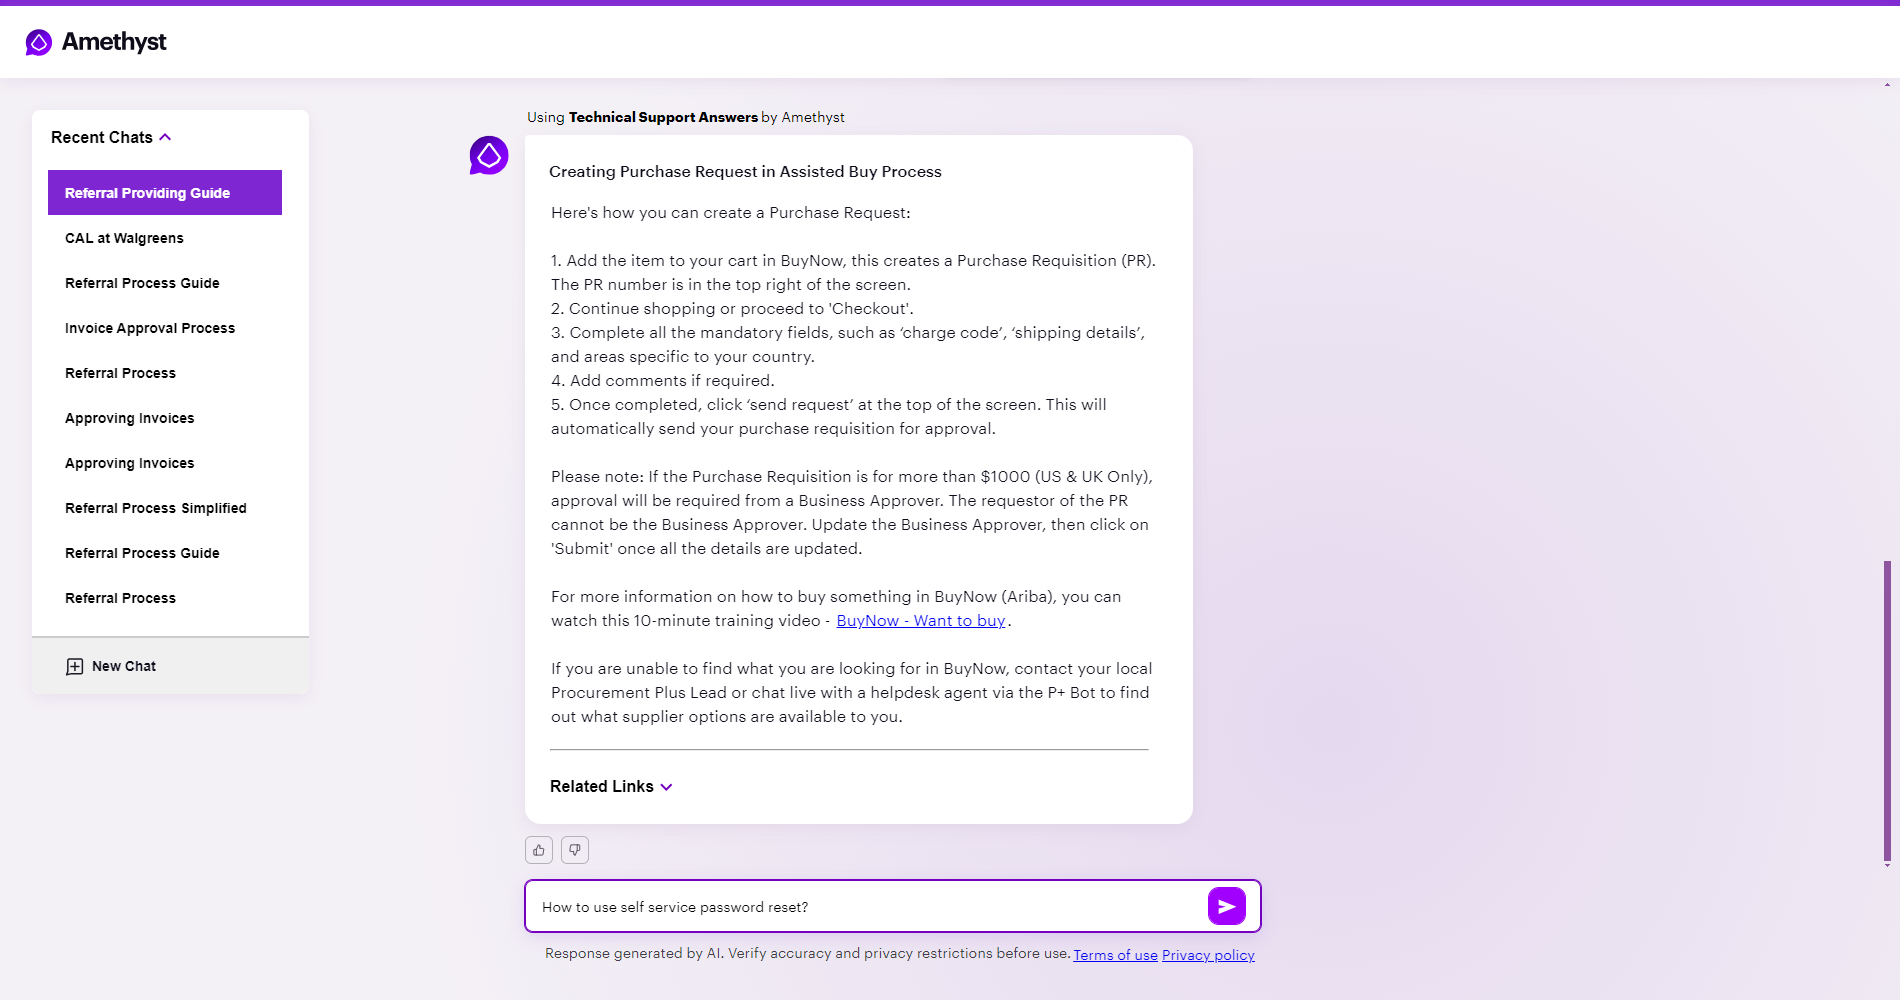 Amethyst
Recent Chats
Referral Providing Guide
CAL at Walgreens
Referral Process Guide
Invoice Approval Process
Referral Process
Approving Invoices
Approving Invoices
Referral Process Simplified
Referral Process Guide
Referral Process
New Chat
Using Technical Support Answers by Amethyst
Creating Purchase Request in Assisted Buy Process
Here's how you can create a Purchase Request:
1. Add the item to your cart in BuyNow, this creates a Purchase Requisition (PR).
The PR number is in the top right of the screen.
2. Continue shopping or proceed to 'Checkout'.
3. Complete all the mandatory fields, such as ‘charge code’, ‘shipping details’,
and areas specific to your country.
4. Add comments if required.
5. Once completed, click ‘send request’ at the top of the screen. This will
automatically send your purchase requisition for approval.
Please note: If the Purchase Requisition is for more than $1000 (US & UK Only),
approval will be required from a Business Approver. The requestor of the PR
cannot be the Business Approver. Update the Business Approver, then click on
'Submit' once all the details are updated.
For more information on how to buy something in BuyNow (Ariba), you can
watch this 10-minute training video - BuyNow - Want to buy.
If you are unable to find what you are looking for in BuyNow, contact your local
Procurement Plus Lead or chat live with a helpdesk agent via the P+ Bot to find
out what supplier options are available to you.
Related Links
How to use self service password reset?
Response generated by AI. Verify accuracy and privacy restrictions before use. Terms of use Privacy policy